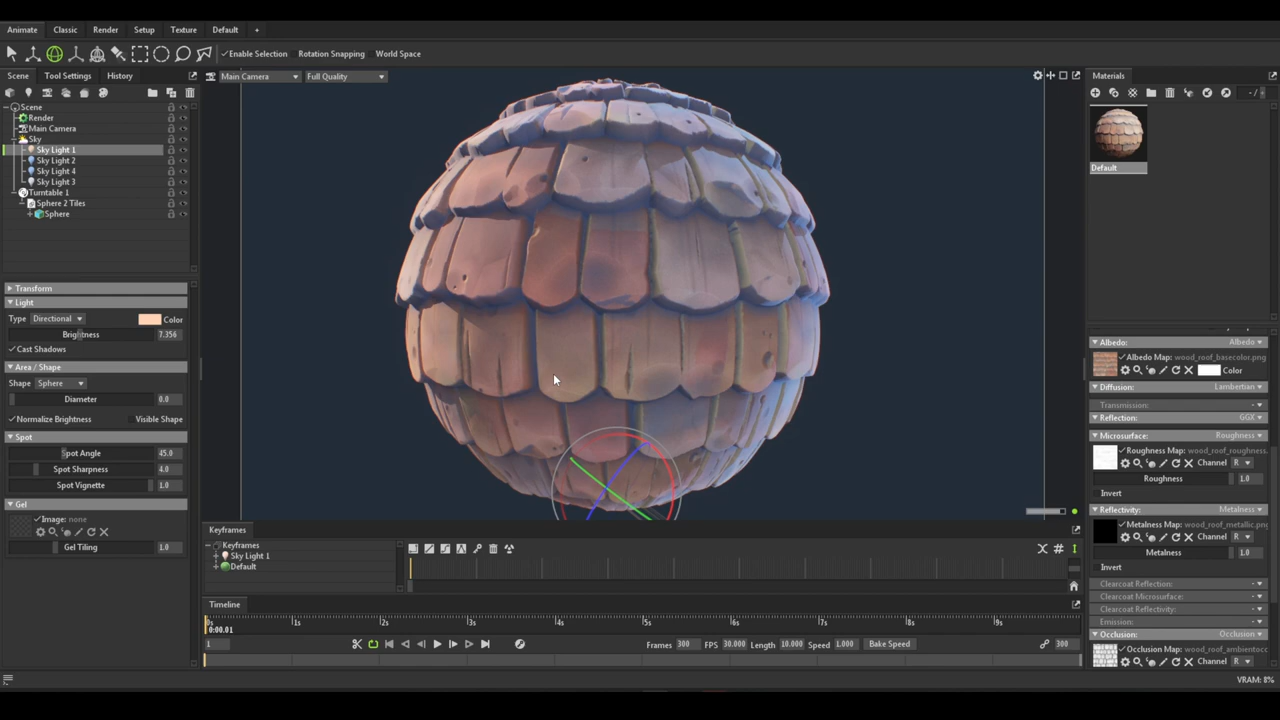 Animate Classic Render Setup Texture Default +
Enable Selection Rotation Snapping World Space
Scene Tool Settings History
Main Camera Full Quality
Materials
Scene
Render
Main Camera
Sky
Sky Light 1
Sky Light 2
Sky Light 4
Sky Light 3
Turntable 1
Sphere 2 Tiles
Sphere
Default
Transform
Light
Type Directional Color
Brightness 7.356
Cast Shadows
Area / Shape
Shape Sphere
Diameter 0.0
Normalize Brightness Visible Shape
Spot
Spot Angle 45.0
Spot Sharpness 4.0
Spot Vignette 1.0
Gel
Image: none
Gel Tiling 1.0
Albedo: Albedo
Albedo Map: wood_roof_basecolor.png
Color
Diffusion: Lambertian
Transmission: -
Reflection: GGX
Microsurface: Roughness
Roughness Map: wood_roof_roughness.
Channel R
Roughness 1.0
Invert
Reflectivity: Metalness
Metalness Map: wood_roof_metallic.png
Channel R
Metalness 1.0
Invert
Clearcoat Reflection: -
Clearcoat Microsurface: -
Clearcoat Reflectivity: -
Emission: -
Occlusion: Occlusion
Occlusion Map: wood_roof_ambientocc
Channel R
Keyframes
Keyframes
Sky Light 1
Default
Timeline
0s 1s 2s 3s 4s 5s 6s 7s 8s 9s
0:00.01
1 Frames 300 FPS 30.000 Length 10.000 Speed 1.000 Bake Speed 300
VRAM: 8%